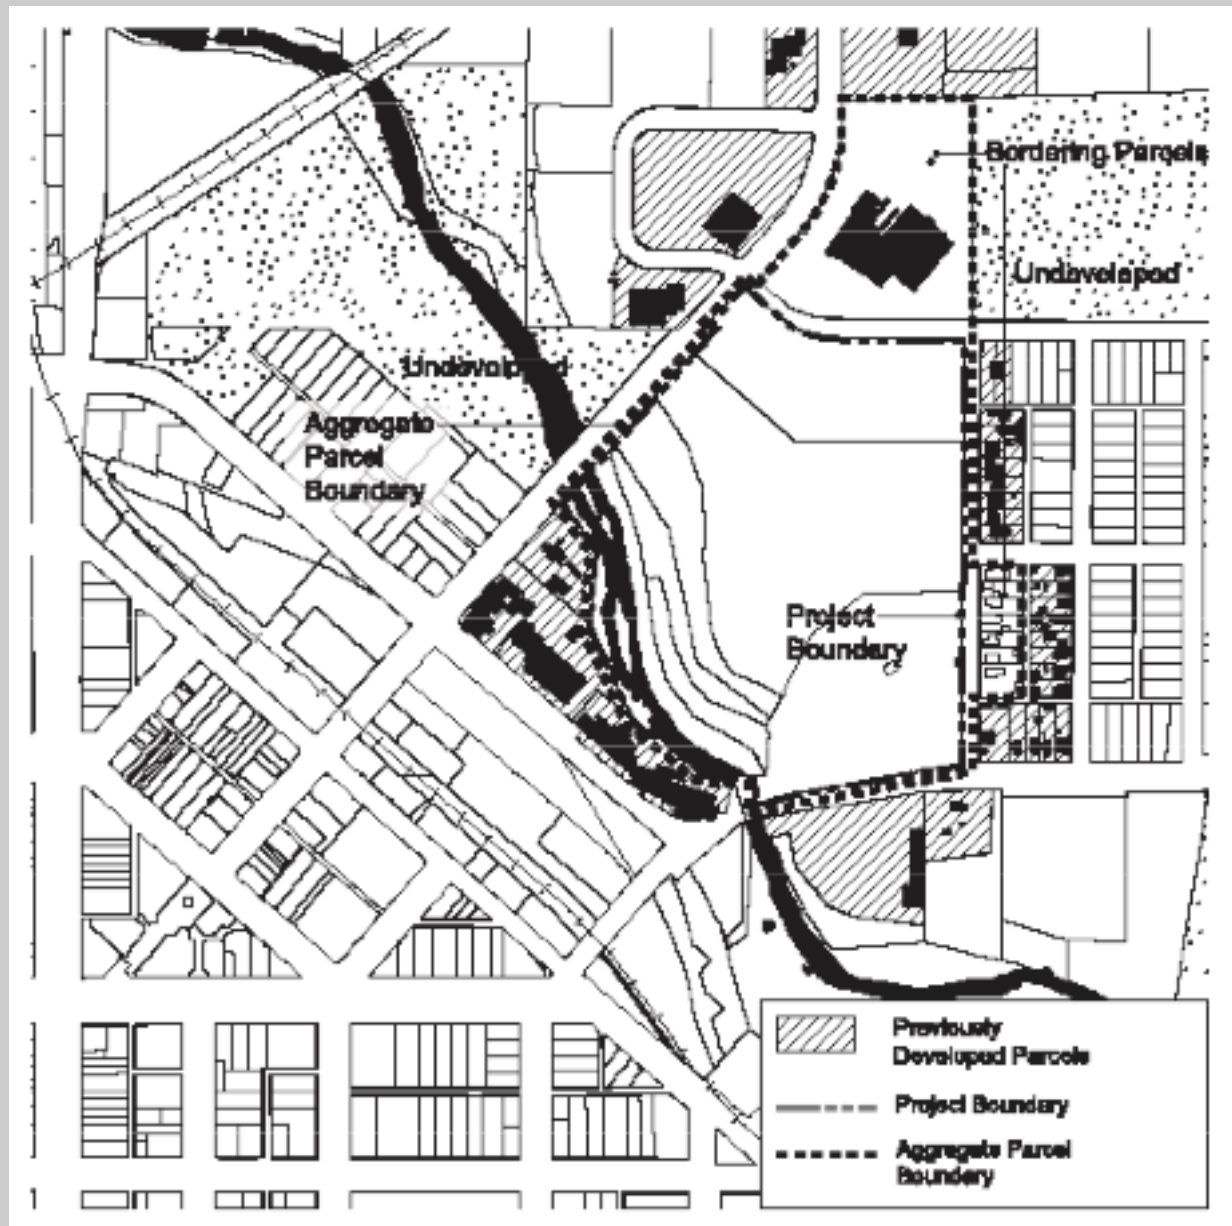 Bordering Parcels
Undeveloped
Undeveloped
Aggregate
Parcel
Boundary
Project
Boundary
Previously
Developed Parcels
Project Boundary
Aggregate Parcel
Boundary